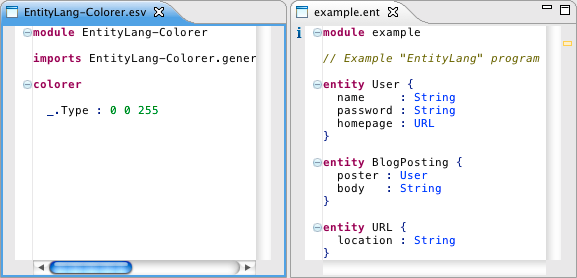 EntityLang-Colorer.esv
module EntityLang-Colorer
imports EntityLang-Colorer.gener
colorer
_.Type : 0 0 255
example.ent
module example
// Example "EntityLang" program
entity User {
name : String
password : String
homepage : URL
}
entity BlogPosting {
poster : User
body : String
}
entity URL {
location : String
}